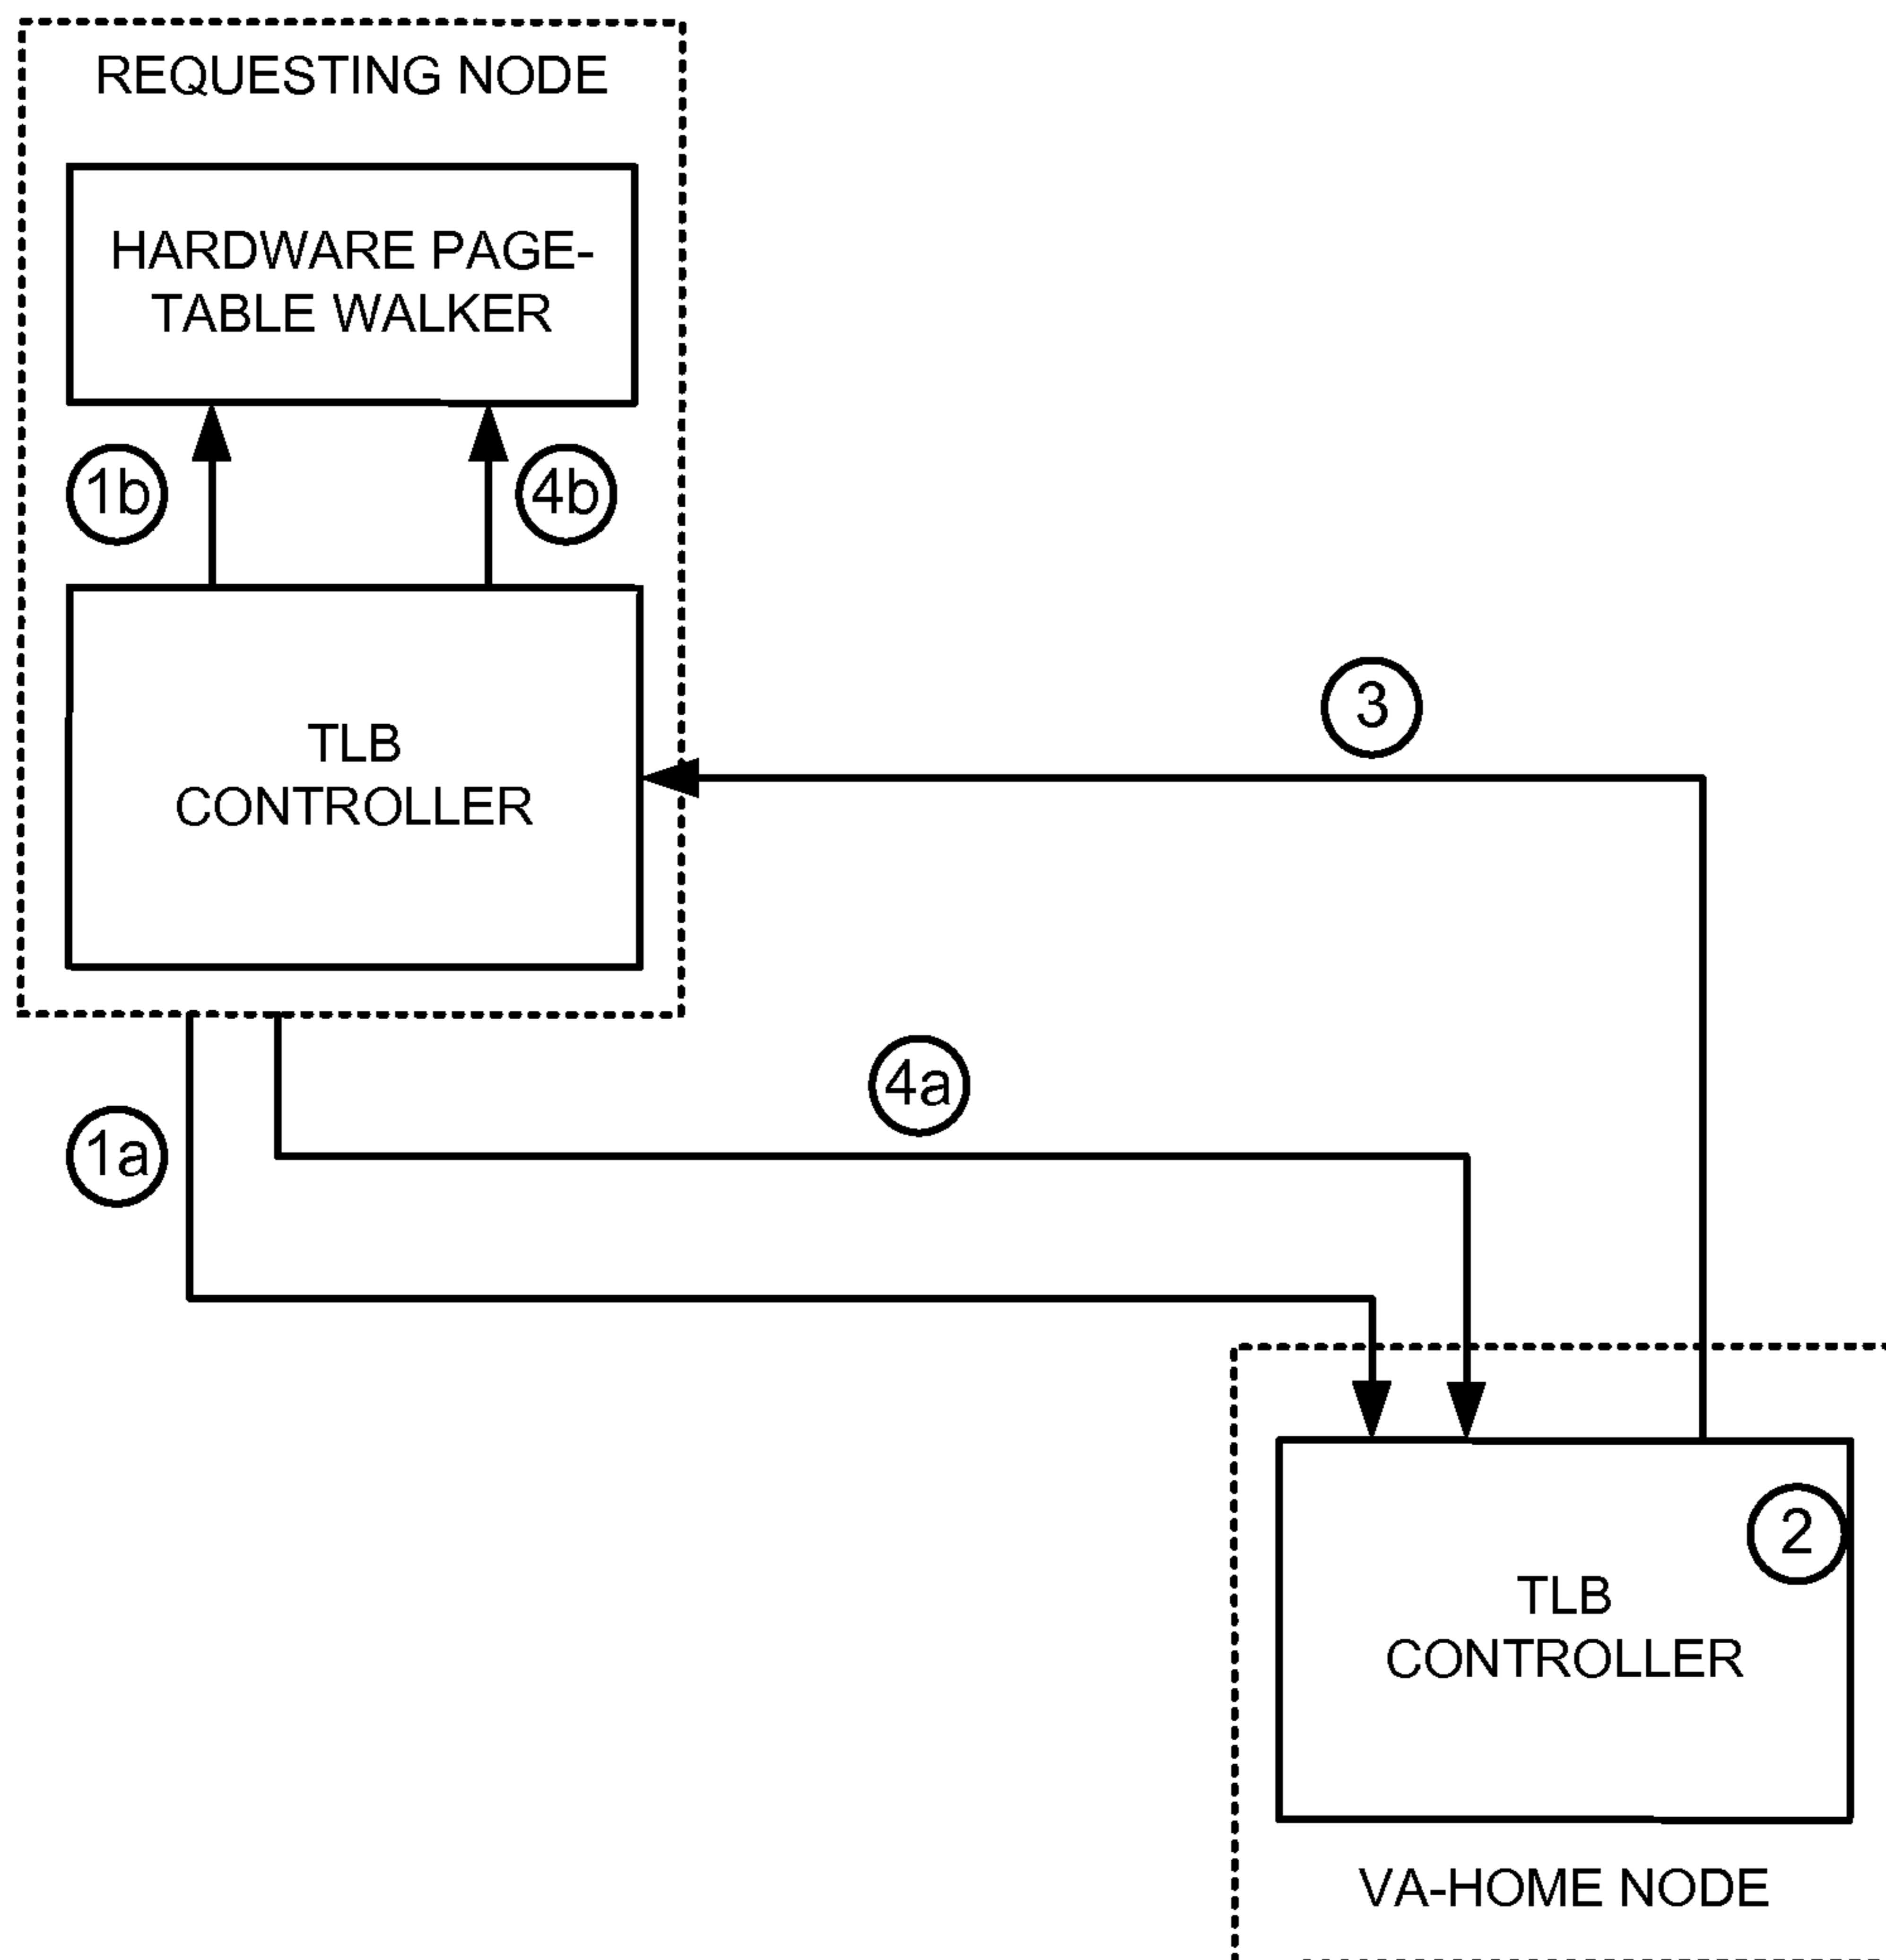 REQUESTING NODE
HARDWARE PAGE-
TABLE WALKER
1b
4b
TLB
CONTROLLER
3
4a
1a
2
TLB
CONTROLLER
VA-HOME NODE